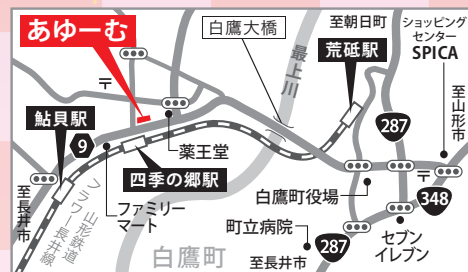 あゆーむ
白鷹大橋
至朝日町
ショッピング
センター
SPICA
最上川
荒砥駅
〒
鮎貝駅
9
薬王堂
287
至山形市
四季の郷駅
至長井市
ファミリー
マート
白鷹町役場
〒
348
山形鉄道
フラワー長井線
町立病院
セブン
イレブン
白鷹町
至長井市
287